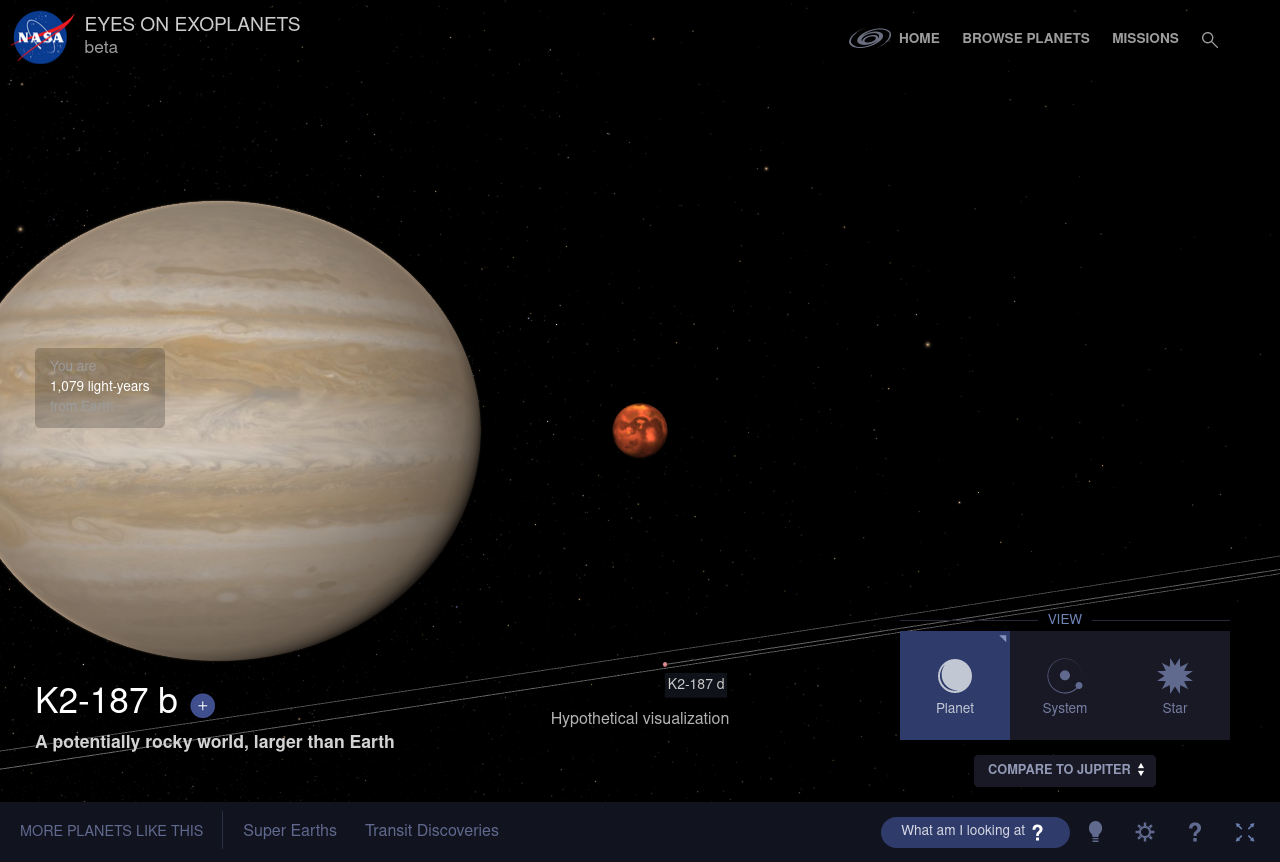 NASA
EYES ON EXOPLANETS
beta
HOME
BROWSE PLANETS
MISSIONS
You are
1,079 light-years
from Earth
K2-187 d
Hypothetical visualization
K2-187 b +
A potentially rocky world, larger than Earth
VIEW
Planet
System
Star
COMPARE TO JUPITER
MORE PLANETS LIKE THIS
Super Earths
Transit Discoveries
What am I looking at ?
?